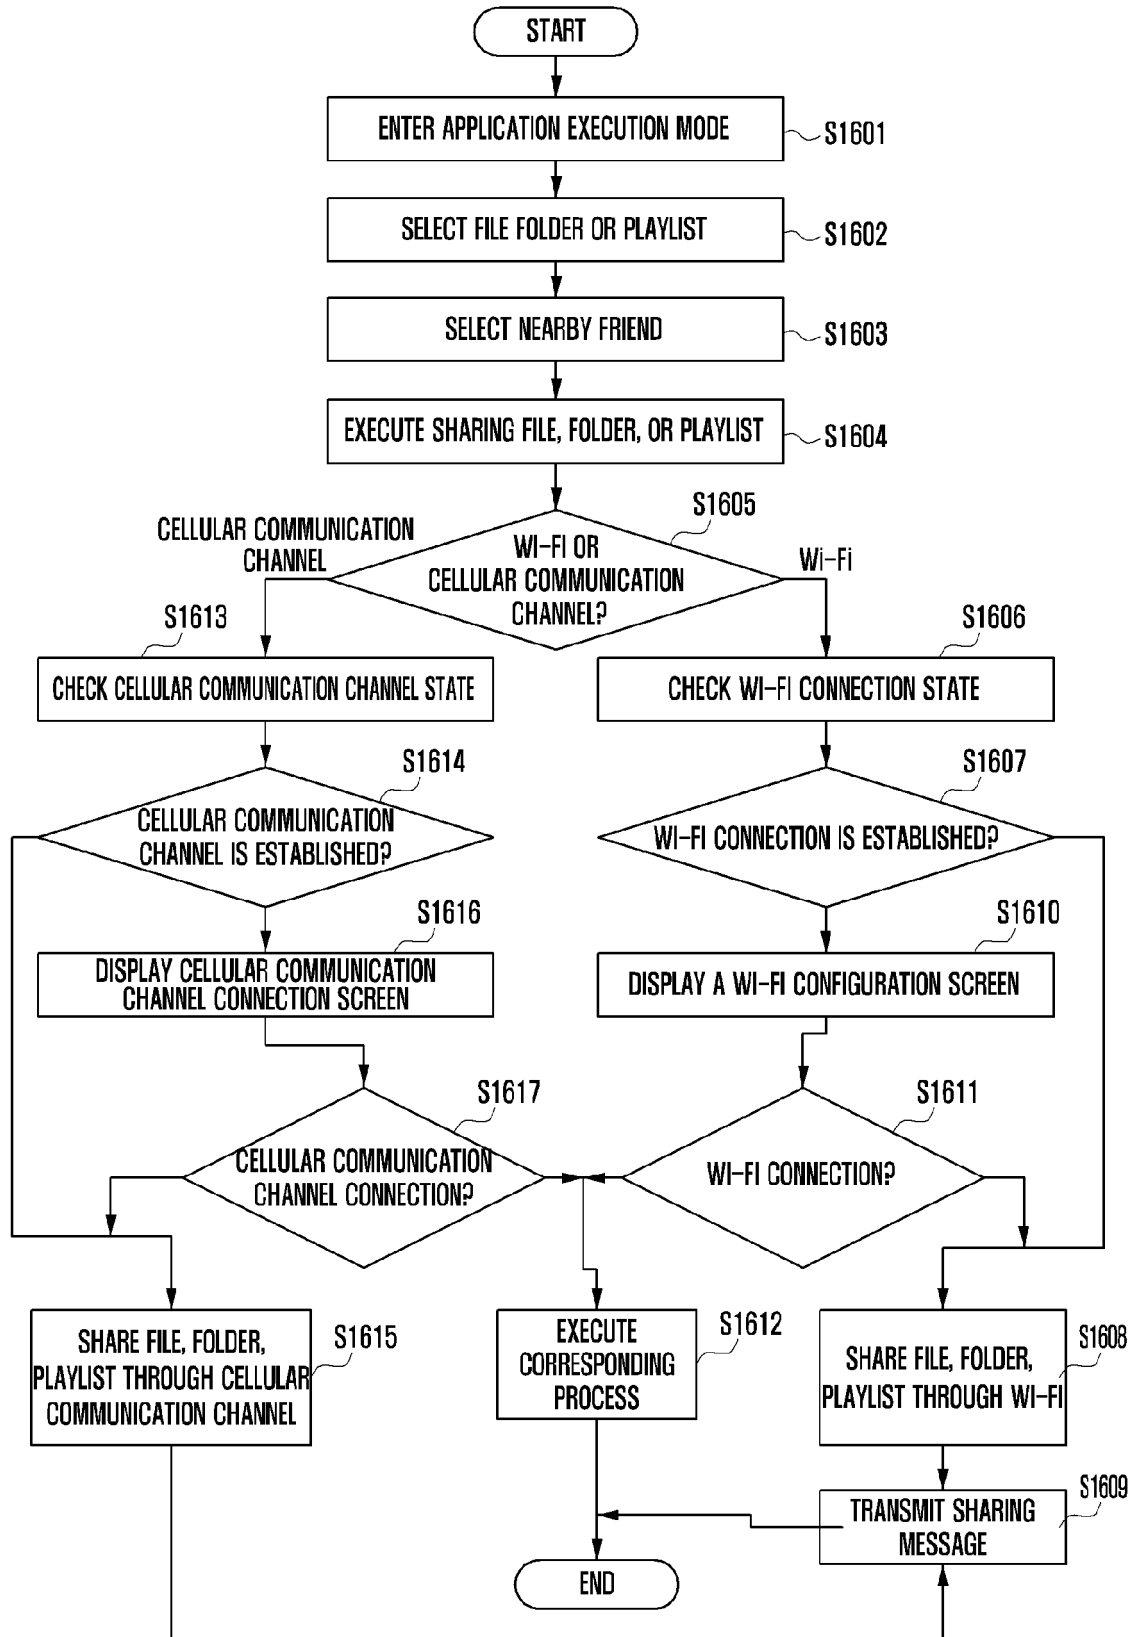 START
ENTER APPLICATION EXECUTION MODE
S1601
SELECT FILE FOLDER OR PLAYLIST
S1602
SELECT NEARBY FRIEND
S1603
EXECUTE SHARING FILE, FOLDER, OR PLAYLIST
S1604
S1605
CELLULAR COMMUNICATION
CHANNEL
WI-FI OR
CELLULAR COMMUNICATION
CHANNEL?
Wi-Fi
S1613
S1606
CHECK CELLULAR COMMUNICATION CHANNEL STATE
CHECK WI-FI CONNECTION STATE
S1614
S1607
CELLULAR COMMUNICATION
CHANNEL IS ESTABLISHED?
WI-FI CONNECTION IS ESTABLISHED?
S1616
S1610
DISPLAY CELLULAR COMMUNICATION
CHANNEL CONNECTION SCREEN
DISPLAY A WI-FI CONFIGURATION SCREEN
S1617
S1611
CELLULAR COMMUNICATION
CHANNEL CONNECTION?
WI-FI CONNECTION?
SHARE FILE, FOLDER,
PLAYLIST THROUGH CELLULAR
COMMUNICATION CHANNEL
S1615
EXECUTE
CORRESPONDING
PROCESS
S1612
SHARE FILE, FOLDER,
PLAYLIST THROUGH WI-FI
S1608
TRANSMIT SHARING
MESSAGE
S1609
END